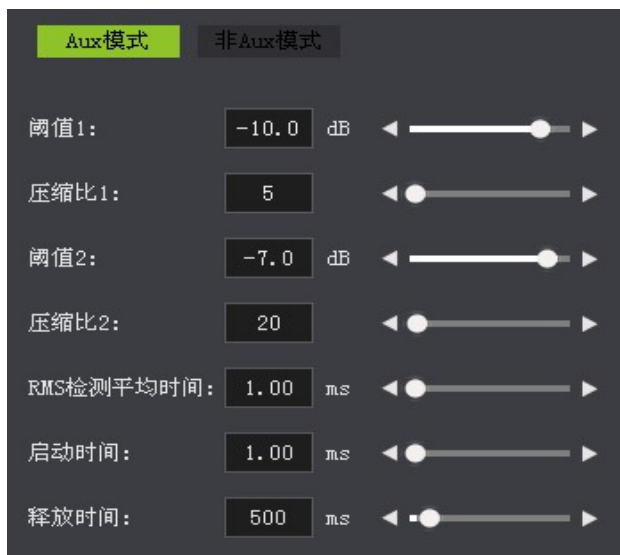 Aux模式 非Aux模式
阈值1: -10.0 dB
压缩比1: 5
阈值2: -7.0 dB
压缩比2: 20
RMS检测平均时间: 1.00 ms
启动时间: 1.00 ms
释放时间: 500 ms